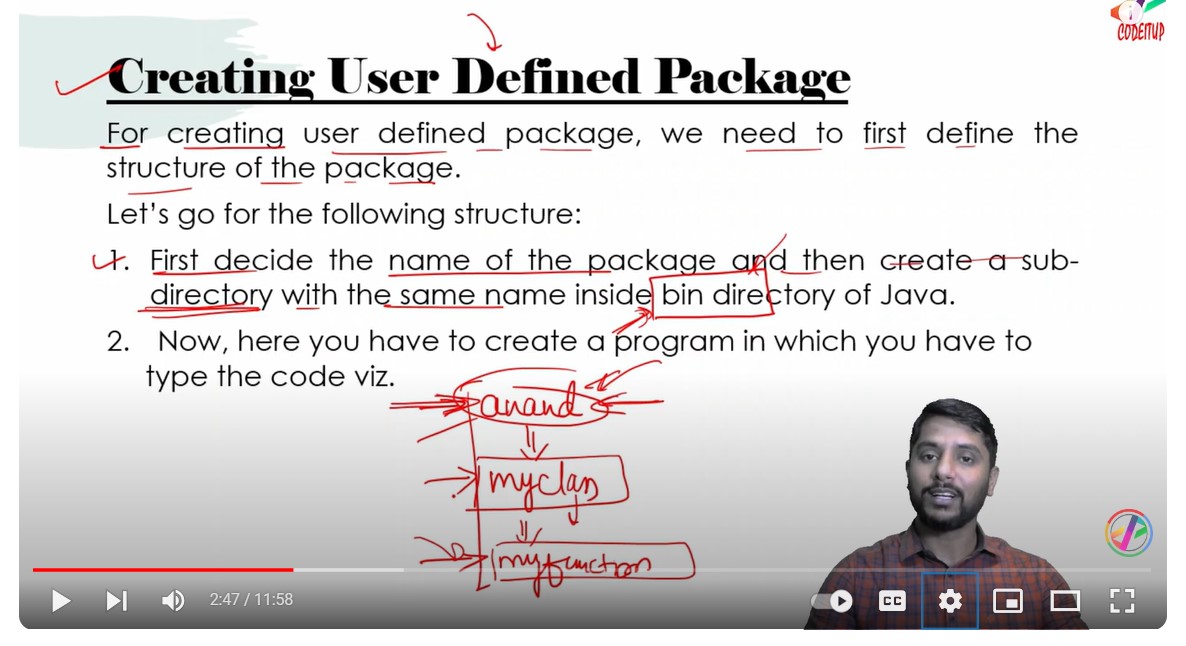 CODEITUP
Creating User Defined Package
For creating user defined package, we need to first define the
structure of the package.
Let's go for the following structure:
1. First decide the name of the package and then create a sub-
directory with the same name inside bin directory of Java.
2. Now, here you have to create a program in which you have to
type the code viz.
anand
myclass
myfunction
2:47 / 11:58
CC